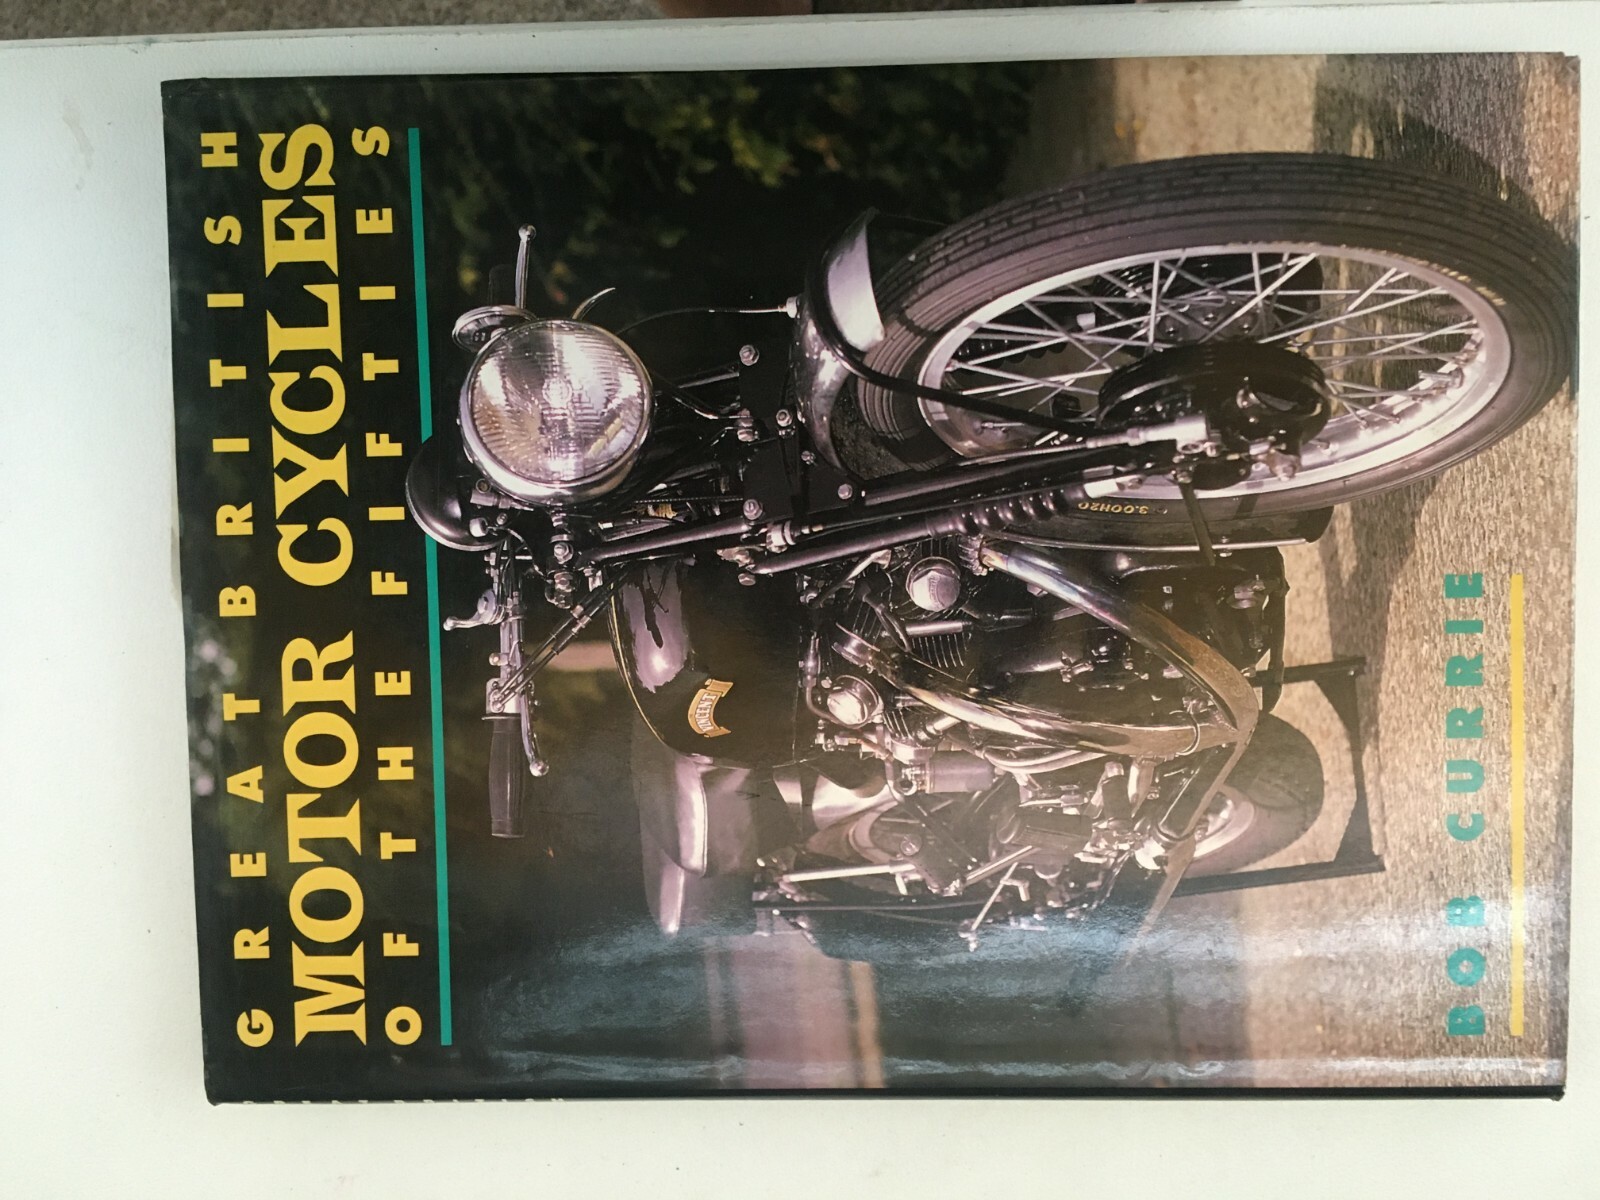 GREAT BRITISH
MOTOR CYCLES
OF THE FIFTIES
VINCENT
3.00H20
BOB CURRIE